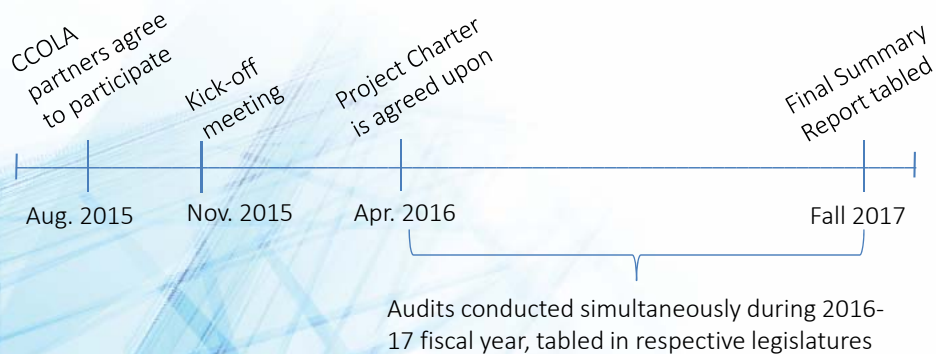 CCOLA
partners agree
to participate
Kick-off
meeting
Project Charter
is agreed upon
Final Summary
Report tabled
Aug. 2015
Nov. 2015
Apr. 2016
Fall 2017
Audits conducted simultaneously during 2016-
17 fiscal year, tabled in respective legislatures